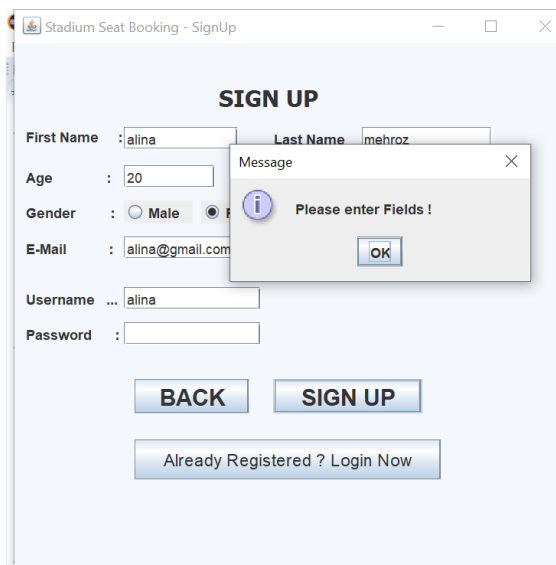 Stadium Seat Booking - SignUp
SIGN UP
First Name : alina Last Name mehroz
Message
Please enter Fields !
OK
Age : 20
Gender : Male
E-Mail : alina@gmail.com
Username ... alina
Password :
BACK SIGN UP
Already Registered ? Login Now